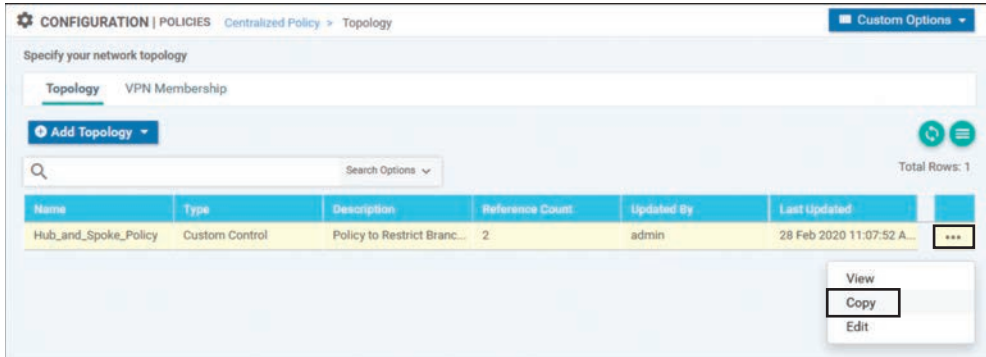 CONFIGURATION | POLICIES Centralized Policy > Topology
Custom Options
Specify your network topology
Topology VPN Membership
Add Topology
Search Options
Total Rows: 1
Name Type Description Reference Count Updated By Last Updated
Hub_and_Spoke_Policy Custom Control Policy to Restrict Branc... 2 admin 28 Feb 2020 11:07:52 A...
View
Copy
Edit